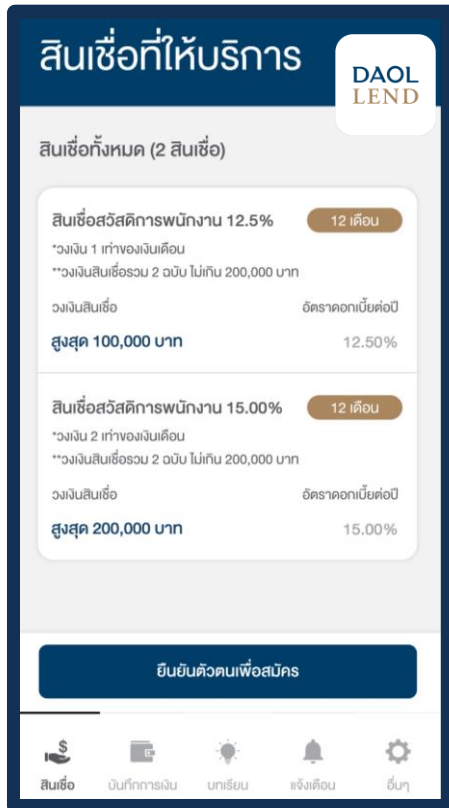 สินเชื่อที่ให้บริการ
DAOL
LEND
สินเชื่อทั้งหมด (2 สินเชื่อ)
สินเชื่อสวัสดิการพนักงาน 12.5% 12 เดือน
*วงเงิน 1 เท่าของเงินเดือน
**วงเงินสินเชื่อรวม 2 ฉบับ ไม่เกิน 200,000 บาท
วงเงินสินเชื่อ อัตราดอกเบี้ยต่อปี
สูงสุด 100,000 บาท 12.50%
สินเชื่อสวัสดิการพนักงาน 15.00% 12 เดือน
*วงเงิน 2 เท่าของเงินเดือน
**วงเงินสินเชื่อรวม 2 ฉบับ ไม่เกิน 200,000 บาท
วงเงินสินเชื่อ อัตราดอกเบี้ยต่อปี
สูงสุด 200,000 บาท 15.00%
ยืนยันตัวตนเพื่อสมัคร
สินเชื่อ บันทึกการเงิน บทเรียน แจ้งเตือน อื่นๆ